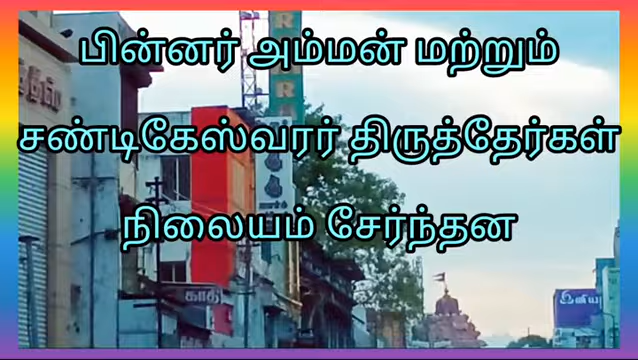 பின்னர் அம்மன் மற்றும்
சண்டிகேஸ்வரர் திருத்தேர்கள்
நிலையம் சேர்ந்தன
காதி